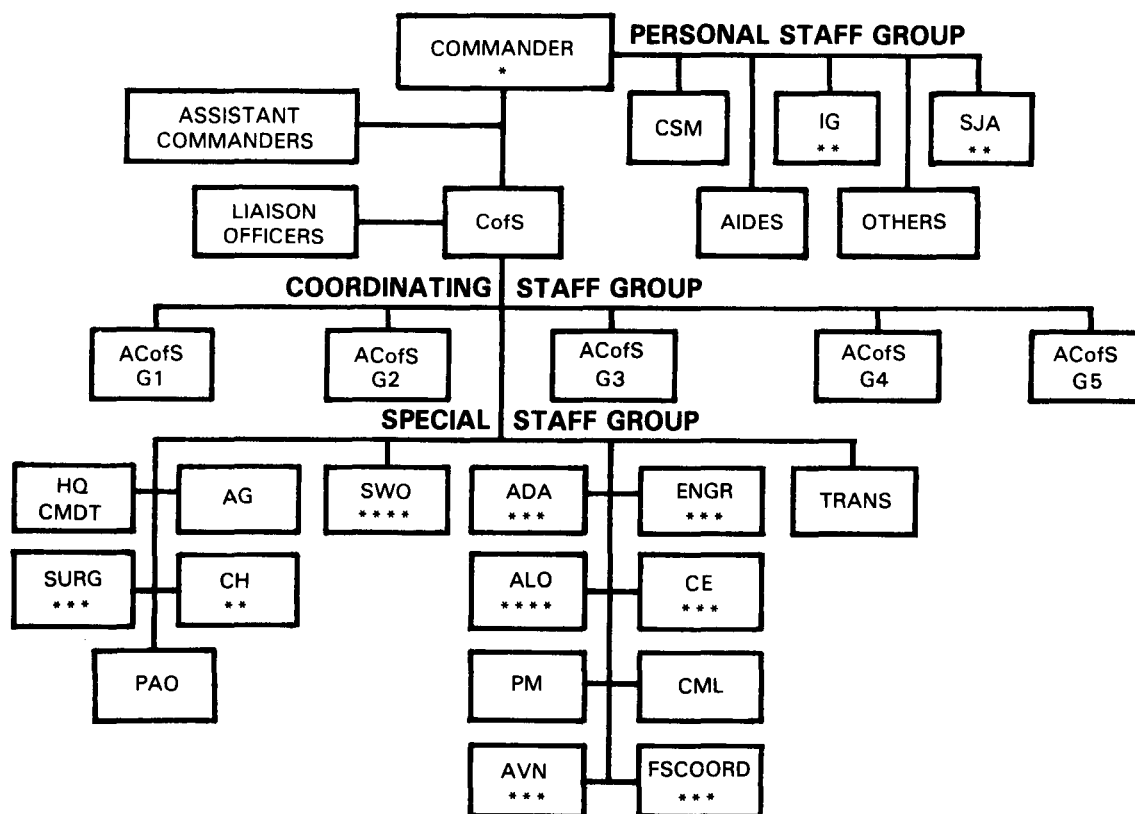 COMMANDER
*
PERSONAL STAFF GROUP
ASSISTANT
COMMANDERS
CSM
IG
**
SJA
**
LIAISON
OFFICERS
CofS
AIDES
OTHERS
COORDINATING STAFF GROUP
ACofS
G1
ACofS
G2
ACofS
G3
ACofS
G4
ACofS
G5
SPECIAL STAFF GROUP
HQ
CMDT
AG
SWO
****
ADA
***
ENGR
***
TRANS
SURG
***
CH
**
ALO
****
CE
***
PAO
PM
CML
AVN
***
FSCOORD
***